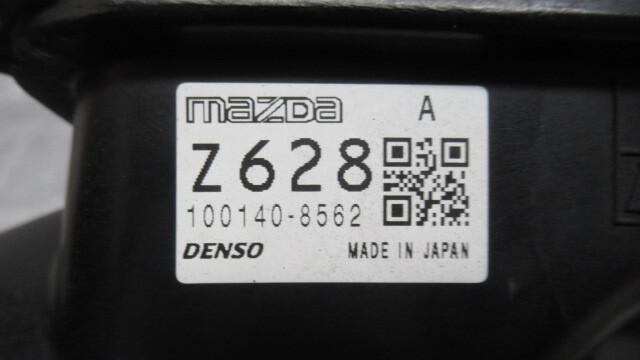 mazda A
Z628
100140-8562
DENSO MADE IN JAPAN